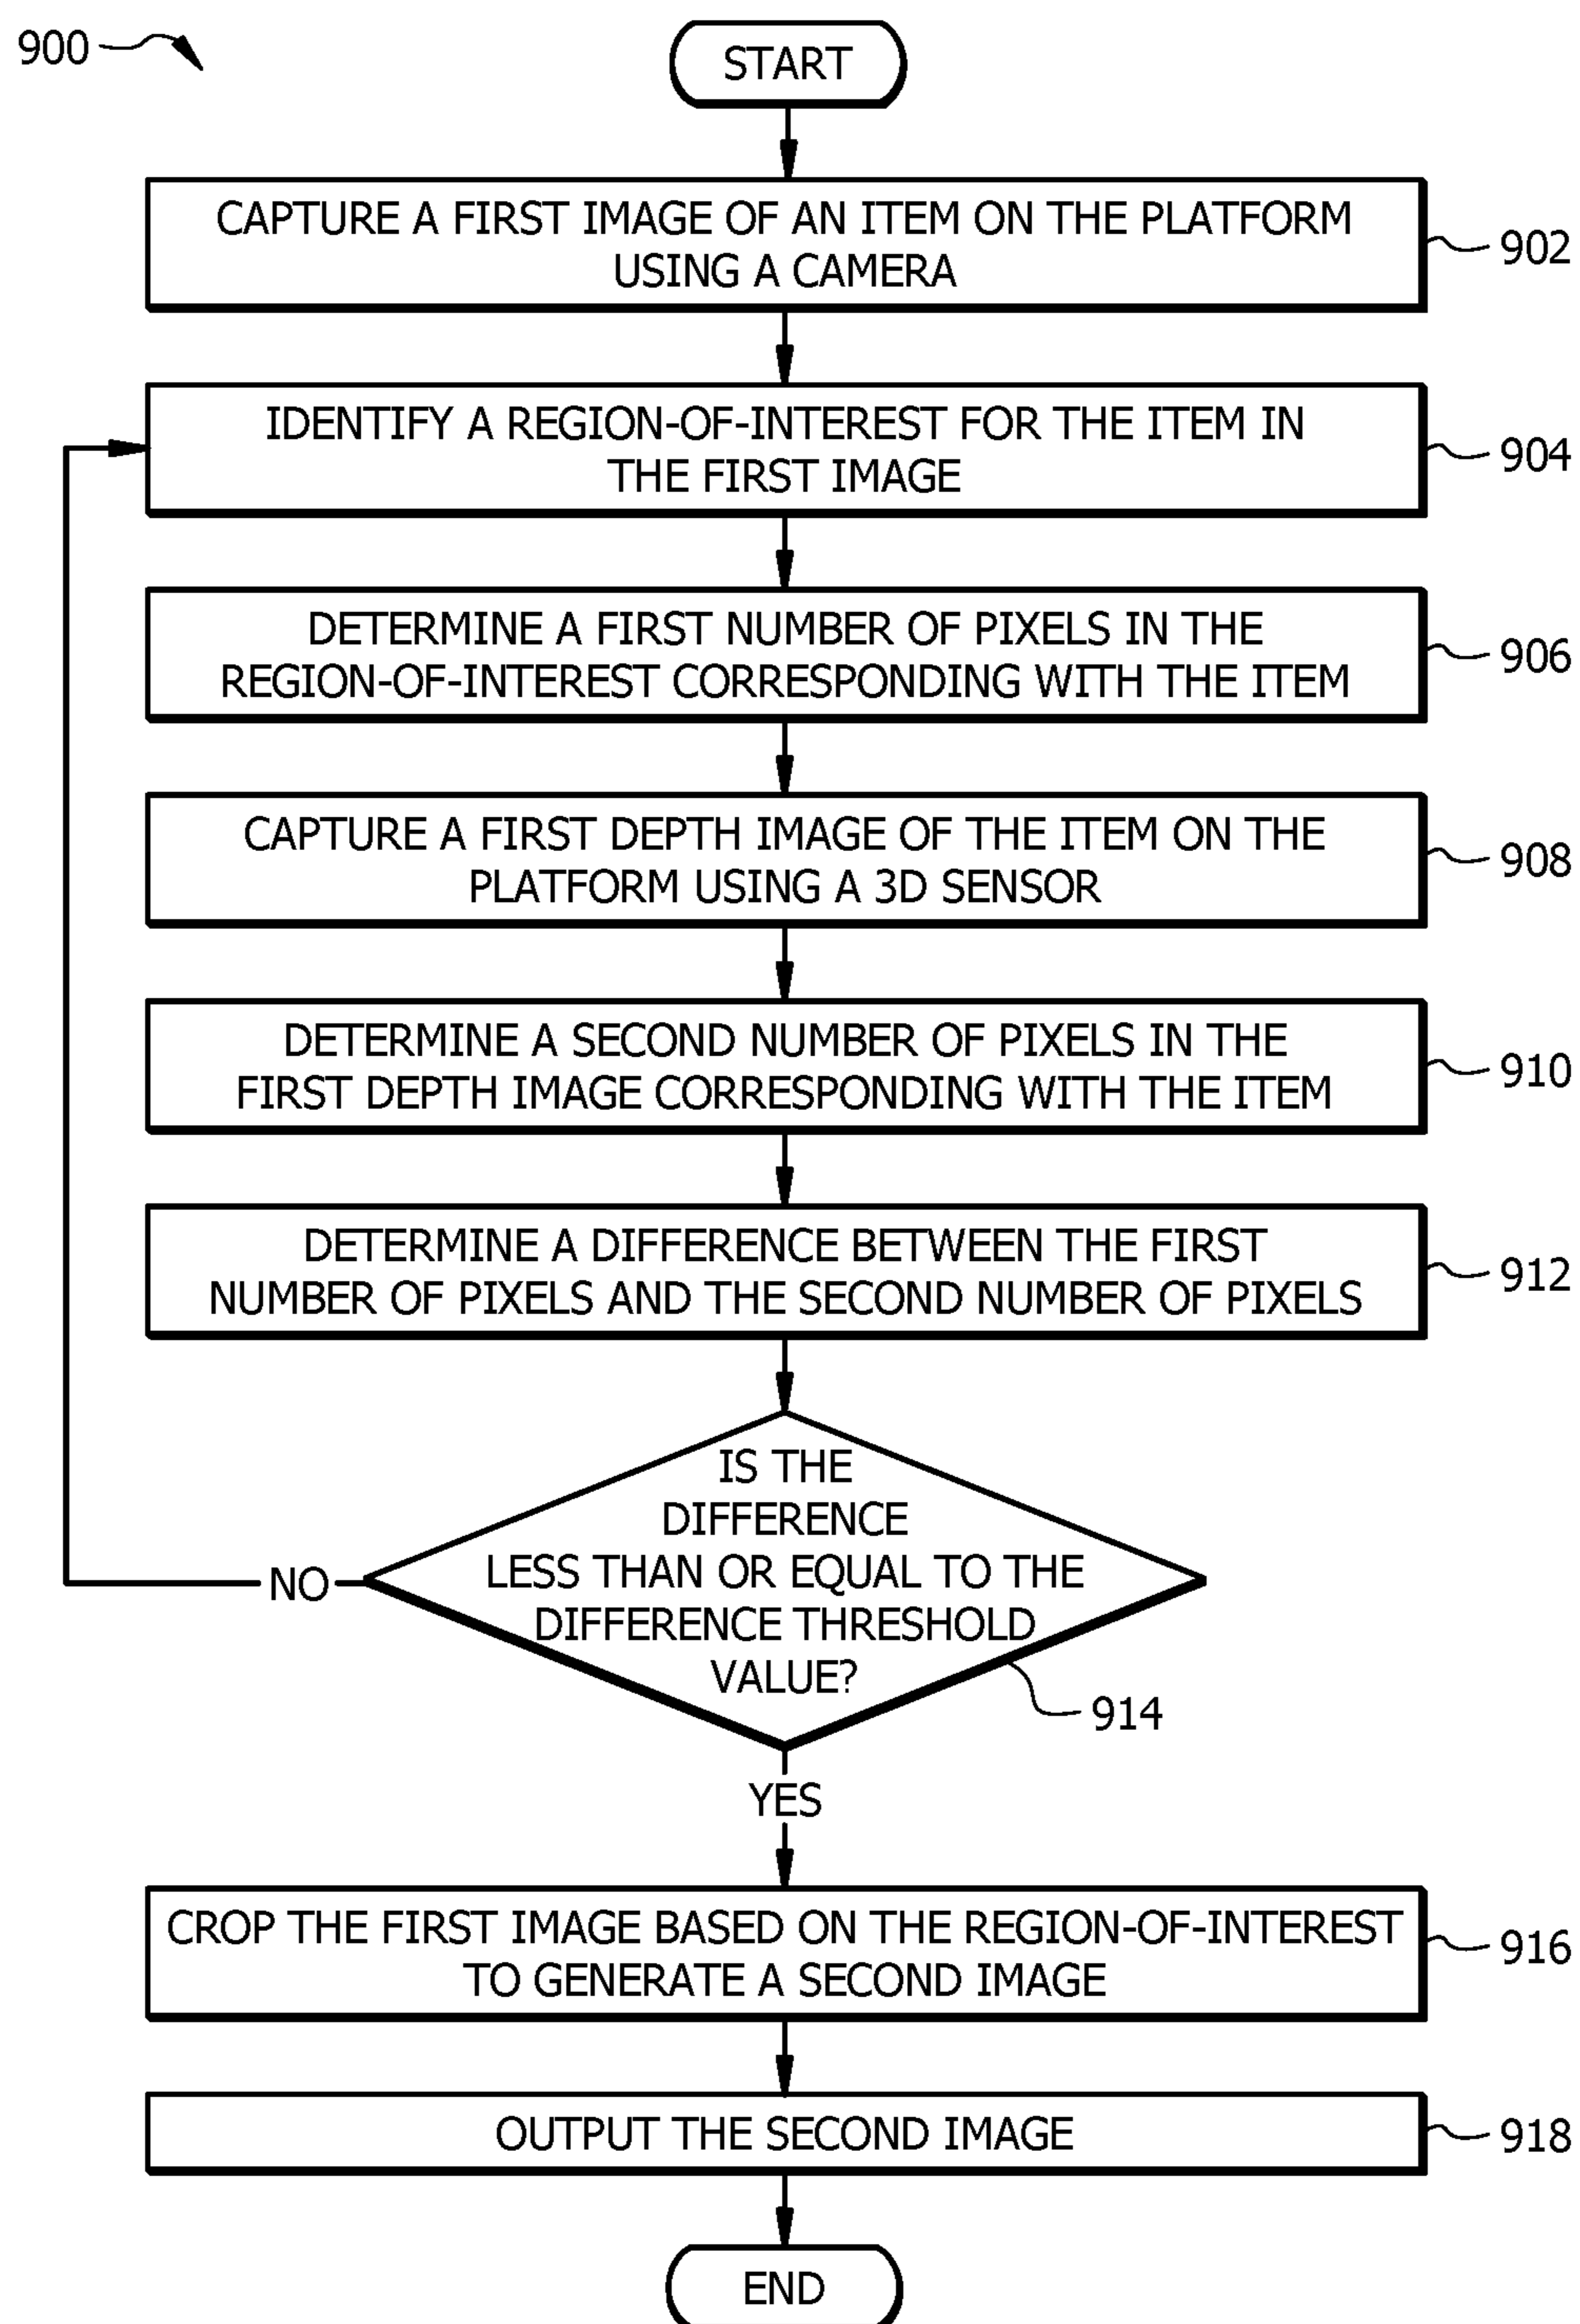 900
START
CAPTURE A FIRST IMAGE OF AN ITEM ON THE PLATFORM
USING A CAMERA
902
IDENTIFY A REGION-OF-INTEREST FOR THE ITEM IN
THE FIRST IMAGE
904
DETERMINE A FIRST NUMBER OF PIXELS IN THE
REGION-OF-INTEREST CORRESPONDING WITH THE ITEM
906
CAPTURE A FIRST DEPTH IMAGE OF THE ITEM ON THE
PLATFORM USING A 3D SENSOR
908
DETERMINE A SECOND NUMBER OF PIXELS IN THE
FIRST DEPTH IMAGE CORRESPONDING WITH THE ITEM
910
DETERMINE A DIFFERENCE BETWEEN THE FIRST
NUMBER OF PIXELS AND THE SECOND NUMBER OF PIXELS
912
IS THE
DIFFERENCE
LESS THAN OR EQUAL TO THE
DIFFERENCE THRESHOLD
VALUE?
NO
914
YES
CROP THE FIRST IMAGE BASED ON THE REGION-OF-INTEREST
TO GENERATE A SECOND IMAGE
916
OUTPUT THE SECOND IMAGE
918
END